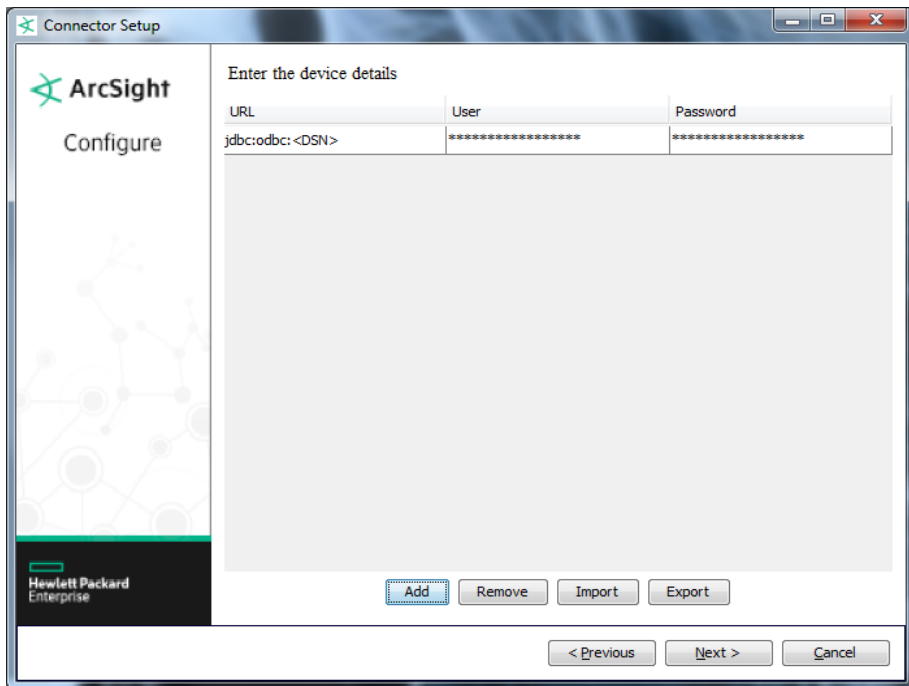 Connector Setup
ArcSight
Configure
Enter the device details
URL User Password
jdbc:odbc:<DSN> ***************** *****************
Add Remove Import Export
Hewlett Packard
Enterprise
< Previous Next > Cancel